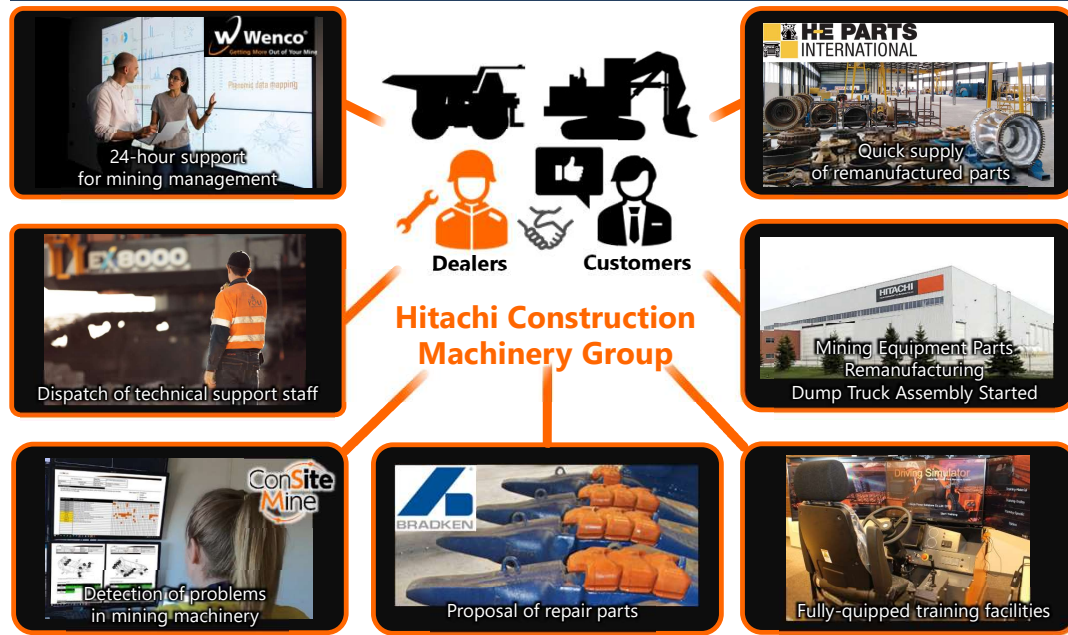 Wenco®
Getting More Out of Your Mine
Dynamic data mapping
24-hour support
for mining management
H-E PARTS
INTERNATIONAL
Quick supply
of remanufactured parts
EX8000
Dispatch of technical support staff
Dealers
Customers
Hitachi Construction
Machinery Group
HITACHI
Mining Equipment Parts
Remanufacturing
Dump Truck Assembly Started
ConSite
Mine
Detection of problems
in mining machinery
BRADKEN
Proposal of repair parts
Driving Simulator
Fully-quipped training facilities